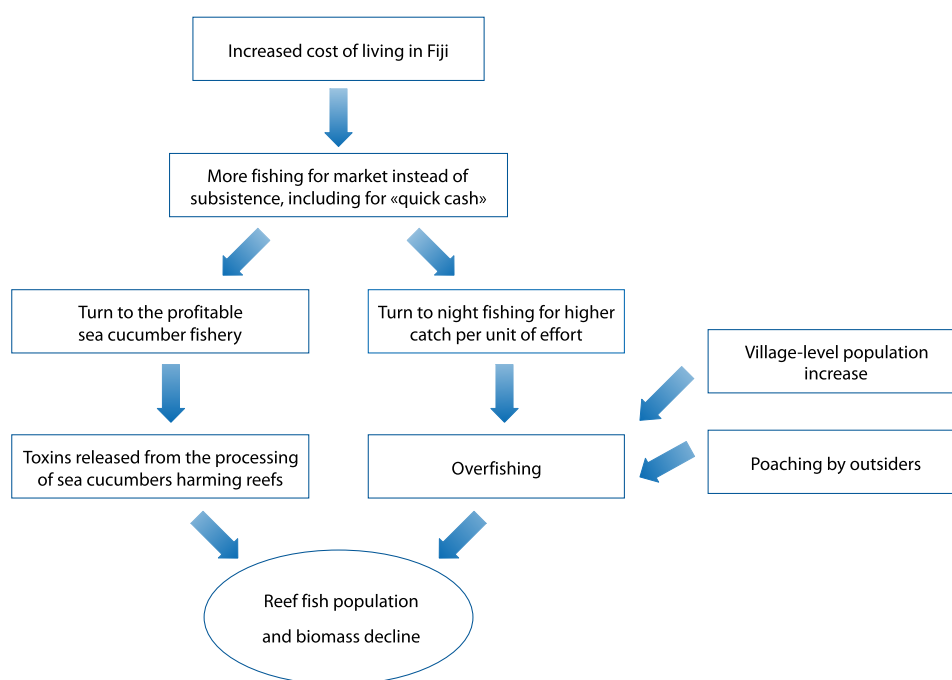 Increased cost of living in Fiji
More fishing for market instead of
subsistence, including for «quick cash»
Turn to the profitable
sea cucumber fishery
Turn to night fishing for higher
catch per unit of effort
Village-level population
increase
Toxins released from the processing
of sea cucumbers harming reefs
Overfishing
Poaching by outsiders
Reef fish population
and biomass decline